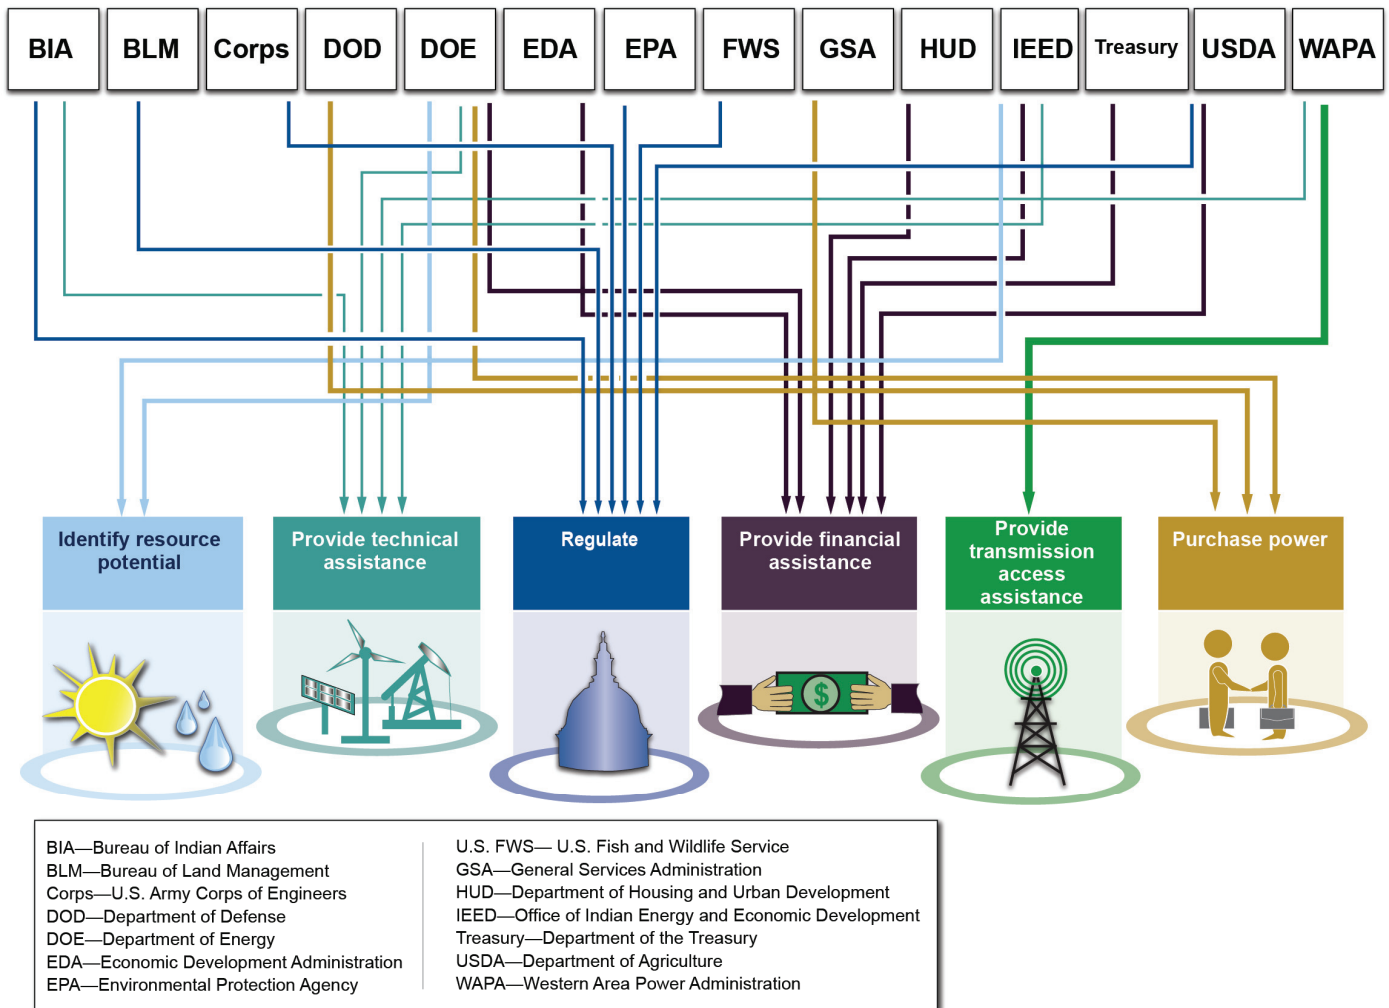 BIA
BLM
Corps
DOD
DOE
EDA
EPA
FWS
GSA
HUD
IEED
Treasury
USDA
WAPA
Identify resource
potential
Provide technical
assistance
Regulate
Provide financial
assistance
Provide
transmission
access
assistance
Purchase power
$
BIA—Bureau of Indian Affairs
BLM—Bureau of Land Management
Corps—U.S. Army Corps of Engineers
DOD—Department of Defense
DOE—Department of Energy
EDA—Economic Development Administration
EPA—Environmental Protection Agency
U.S. FWS— U.S. Fish and Wildlife Service
GSA—General Services Administration
HUD—Department of Housing and Urban Development
IEED—Office of Indian Energy and Economic Development
Treasury—Department of the Treasury
USDA—Department of Agriculture
WAPA—Western Area Power Administration